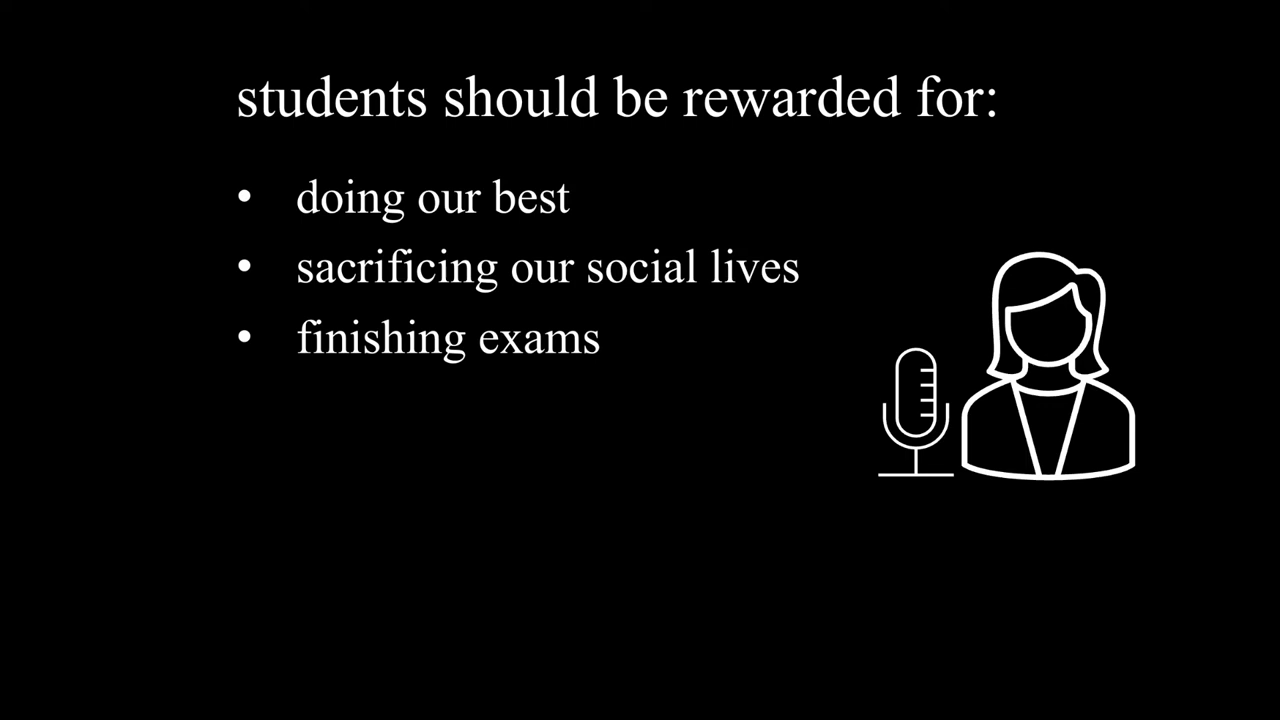 students should be rewarded for:
• doing our best
• sacrificing our social lives
• finishing exams